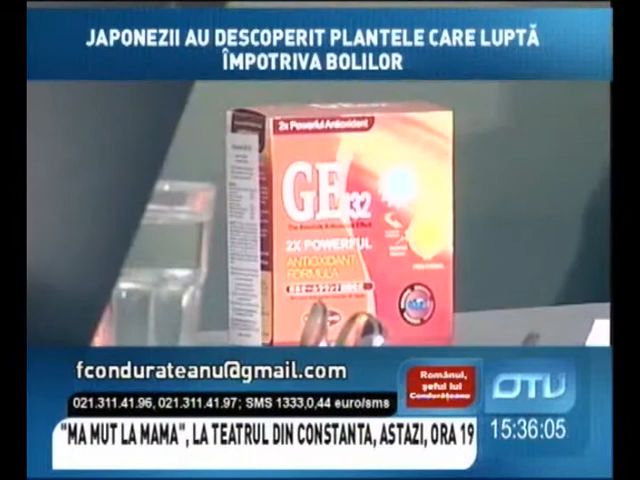 JAPONEZII AU DESCOPERIT PLANTELE CARE LUPTĂ
ÎMPOTRIVA BOLILOR
2x Powerful Antioxidant
GE132
2X POWERFUL
ANTIOXIDANT
FORMULA
fcondurateanu@gmail.com
Românul,
șeful lui
Condurățeanu
OTV
021.311.41.96, 021.311.41.97; SMS 1333,0,44 euro/sms
"MA MUT LA MAMA", LA TEATRUL DIN CONSTANTA, ASTAZI, ORA 19
15:36:05